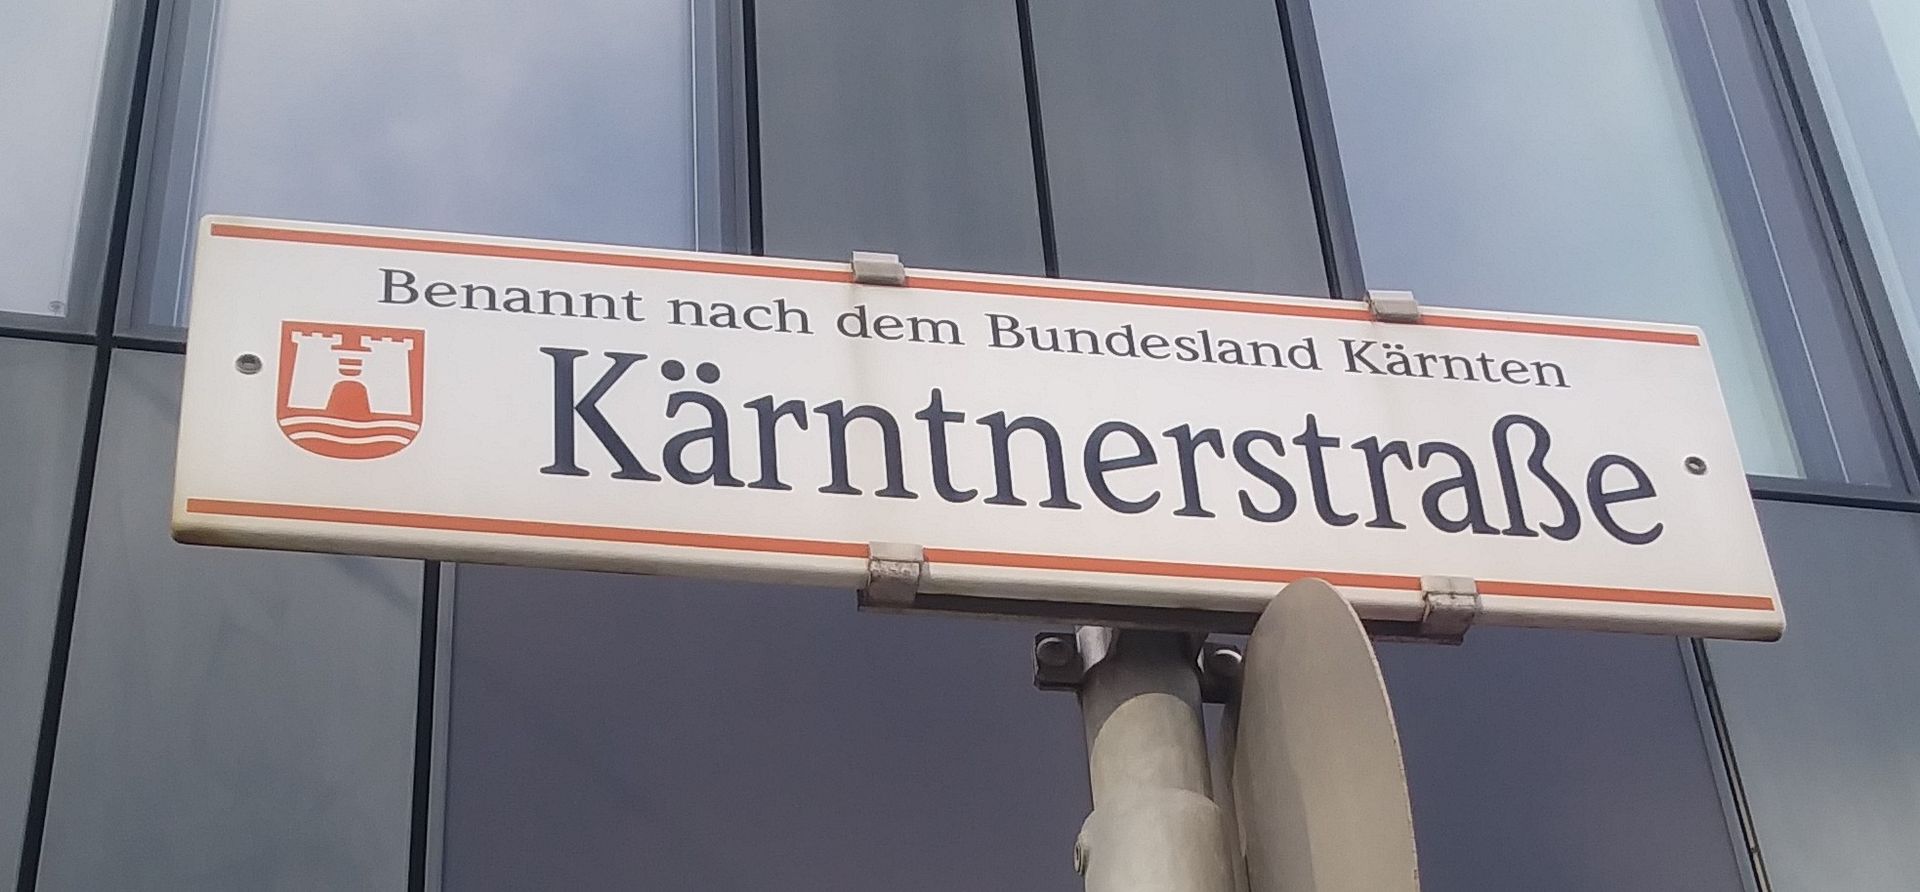 Benannt nach dem Bundesland Kärnten
Kärntnerstraße